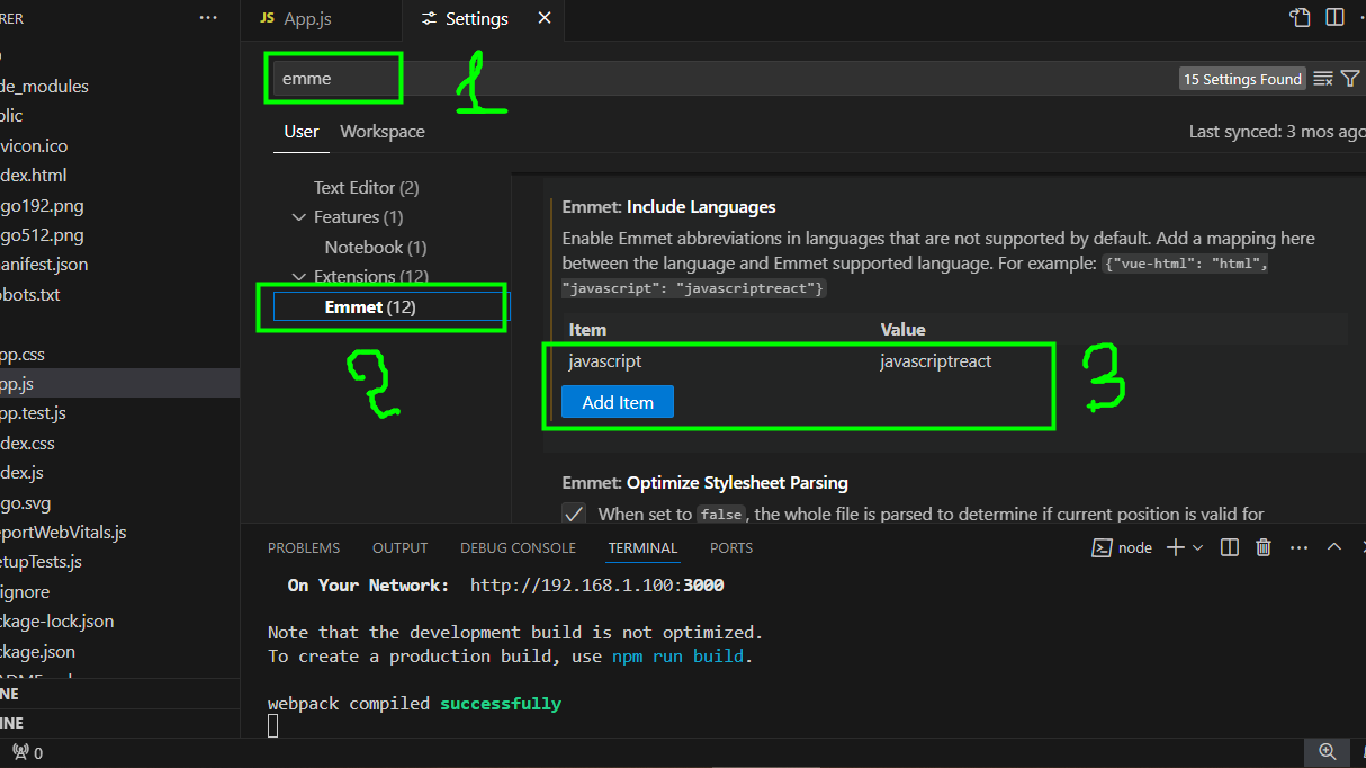 RER
...
App.js
Settings
de_modules
blic
vicon.ico
dex.html
go192.png
go512.png
anifest.json
bots.txt
pp.css
pp.js
pp.test.js
dex.css
dex.js
go.svg
eportWebVitals.js
etupTests.js
ignore
ckage-lock.json
ckage.json
NE
INE
0
emme
1
15 Settings Found
User Workspace
Last synced: 3 mos ago
Text Editor (2)
Features (1)
Notebook (1)
Extensions (12)
Emmet (12)
2
Emmet: Include Languages
Enable Emmet abbreviations in languages that are not supported by default. Add a mapping here
between the language and Emmet supported language. For example: {"vue-html": "html",
"javascript": "javascriptreact"}
Item Value
javascript javascriptreact
Add Item
3
Emmet: Optimize Stylesheet Parsing
When set to false, the whole file is parsed to determine if current position is valid for
PROBLEMS OUTPUT DEBUG CONSOLE TERMINAL PORTS
node
On Your Network: http://192.168.1.100:3000
Note that the development build is not optimized.
To create a production build, use npm run build.
webpack compiled successfully